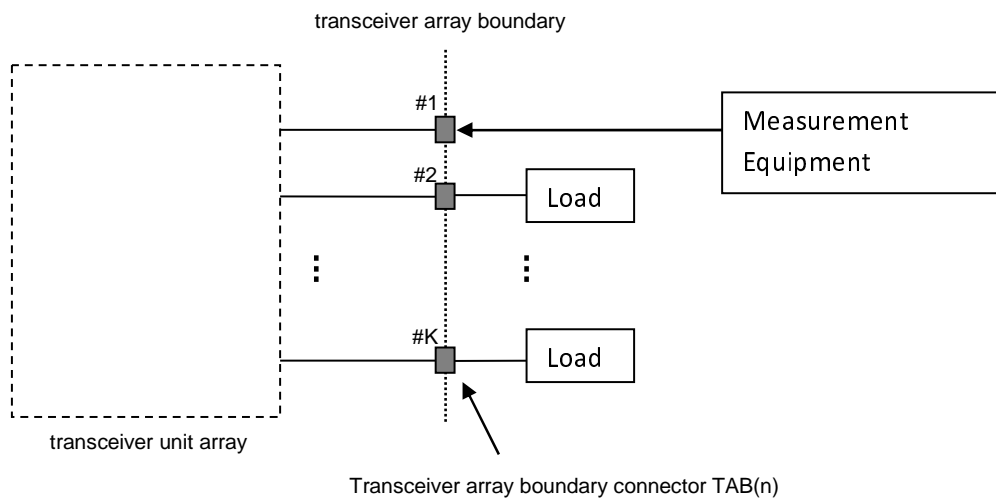 transceiver array boundary
#1
Measurement
Equipment
#2
Load
#K
Load
transceiver unit array
Transceiver array boundary connector TAB(n)